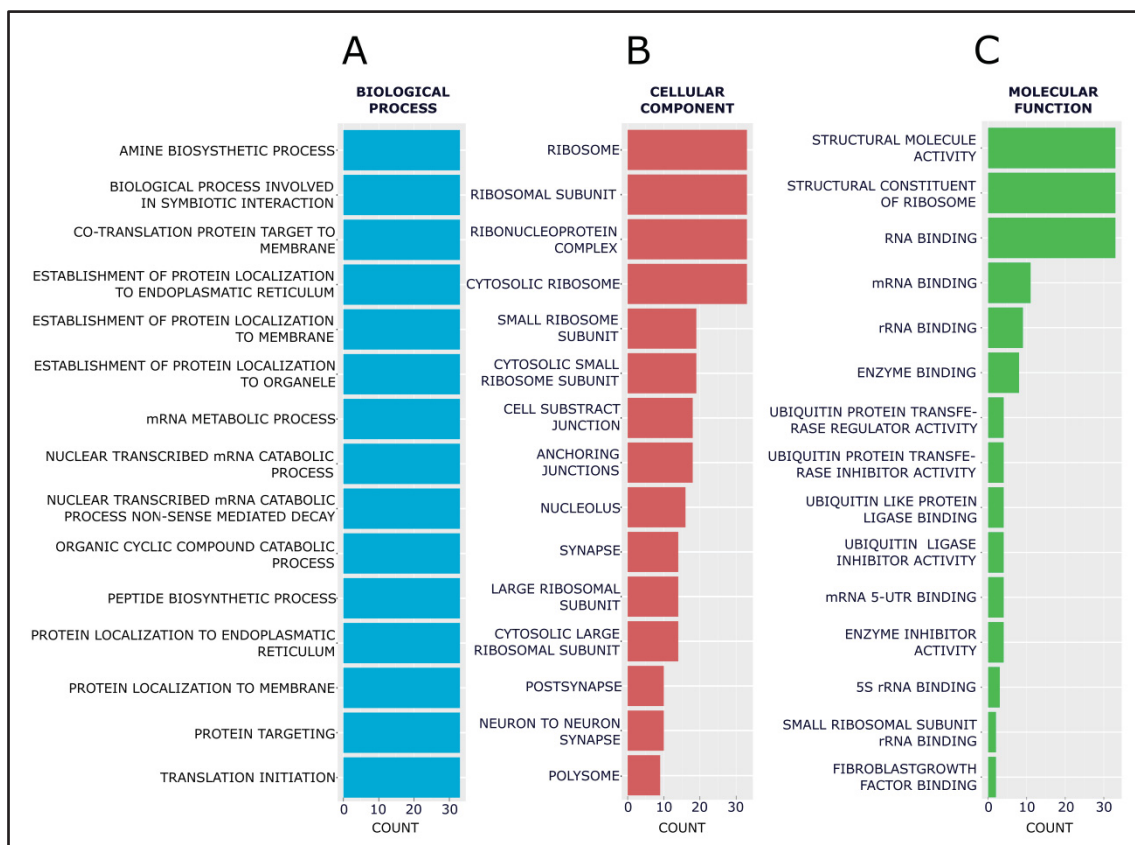 A
BIOLOGICAL
PROCESS
AMINE BIOSYSTHETIC PROCESS
BIOLOGICAL PROCESS INVOLVED
IN SYMBIOTIC INTERACTION
CO-TRANSLATION PROTEIN TARGET TO
MEMBRANE
ESTABLISHMENT OF PROTEIN LOCALIZATION
TO ENDOPLASMATIC RETICULUM
ESTABLISHMENT OF PROTEIN LOCALIZATION
TO MEMBRANE
ESTABLISHMENT OF PROTEIN LOCALIZATION
TO ORGANELE
mRNA METABOLIC PROCESS
NUCLEAR TRANSCRIBED mRNA CATABOLIC
PROCESS
NUCLEAR TRANSCRIBED mRNA CATABOLIC
PROCESS NON-SENSE MEDIATED DECAY
ORGANIC CYCLIC COMPOUND CATABOLIC
PROCESS
PEPTIDE BIOSYNTHETIC PROCESS
PROTEIN LOCALIZATION TO ENDOPLASMATIC
RETICULUM
PROTEIN LOCALIZATION TO MEMBRANE
PROTEIN TARGETING
TRANSLATION INITIATION
0 10 20 30
COUNT
B
CELLULAR
COMPONENT
RIBOSOME
RIBOSOMAL SUBUNIT
RIBONUCLEOPROTEIN
COMPLEX
CYTOSOLIC RIBOSOME
SMALL RIBOSOME
SUBUNIT
CYTOSOLIC SMALL
RIBOSOME SUBUNIT
CELL SUBSTRACT
JUNCTION
ANCHORING
JUNCTIONS
NUCLEOLUS
SYNAPSE
LARGE RIBOSOMAL
SUBUNIT
CYTOSOLIC LARGE
RIBOSOMAL SUBUNIT
POSTSYNAPSE
NEURON TO NEURON
SYNAPSE
POLYSOME
0 10 20 30
COUNT
C
MOLECULAR
FUNCTION
STRUCTURAL MOLECULE
ACTIVITY
STRUCTURAL CONSTITUENT
OF RIBOSOME
RNA BINDING
mRNA BINDING
rRNA BINDING
ENZYME BINDING
UBIQUITIN PROTEIN TRANSFE-
RASE REGULATOR ACTIVITY
UBIQUITIN PROTEIN TRANSFE-
RASE INHIBITOR ACTIVITY
UBIQUITIN LIKE PROTEIN
LIGASE BINDING
UBIQUITIN LIGASE
INHIBITOR ACTIVITY
mRNA 5-UTR BINDING
ENZYME INHIBITOR
ACTIVITY
5S rRNA BINDING
SMALL RIBOSOMAL SUBUNIT
rRNA BINDING
FIBROBLASTGROWTH
FACTOR BINDING
0 10 20 30
COUNT